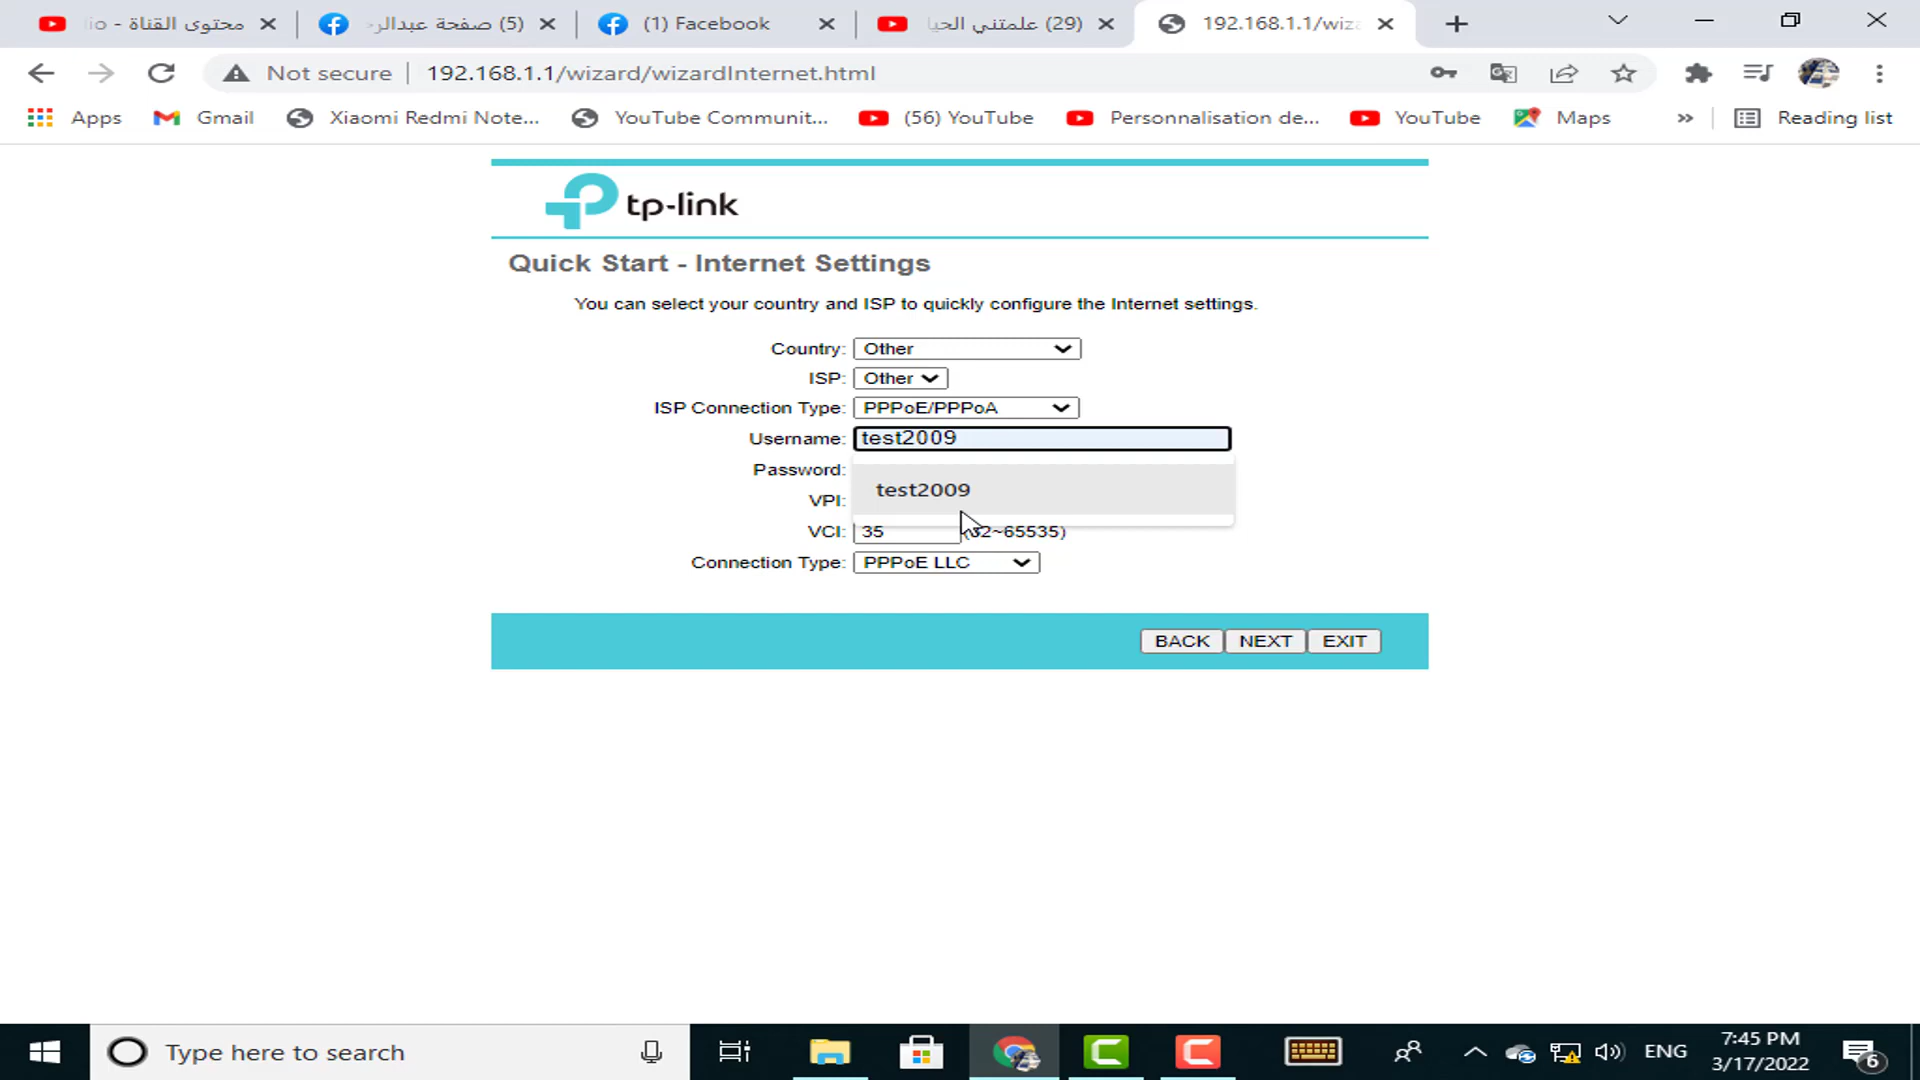 محتوى القناة - io
(5) صفحة عبدالر
(1) Facebook
(29) علمتني الحيا
192.168.1.1/wiz
Not secure
192.168.1.1/wizard/wizardInternet.html
Apps
Gmail
Xiaomi Redmi Note...
YouTube Communit...
(56) YouTube
Personnalisation de...
YouTube
Maps
»
Reading list
tp-link
Quick Start - Internet Settings
You can select your country and ISP to quickly configure the Internet settings.
Country: Other
ISP: Other
ISP Connection Type: PPPoE/PPPoA
Username: test2009
Password:
test2009
VPI:
VCI: 35 (32~65535)
Connection Type: PPPoE LLC
BACK NEXT EXIT
Type here to search
ENG
7:45 PM
3/17/2022
6